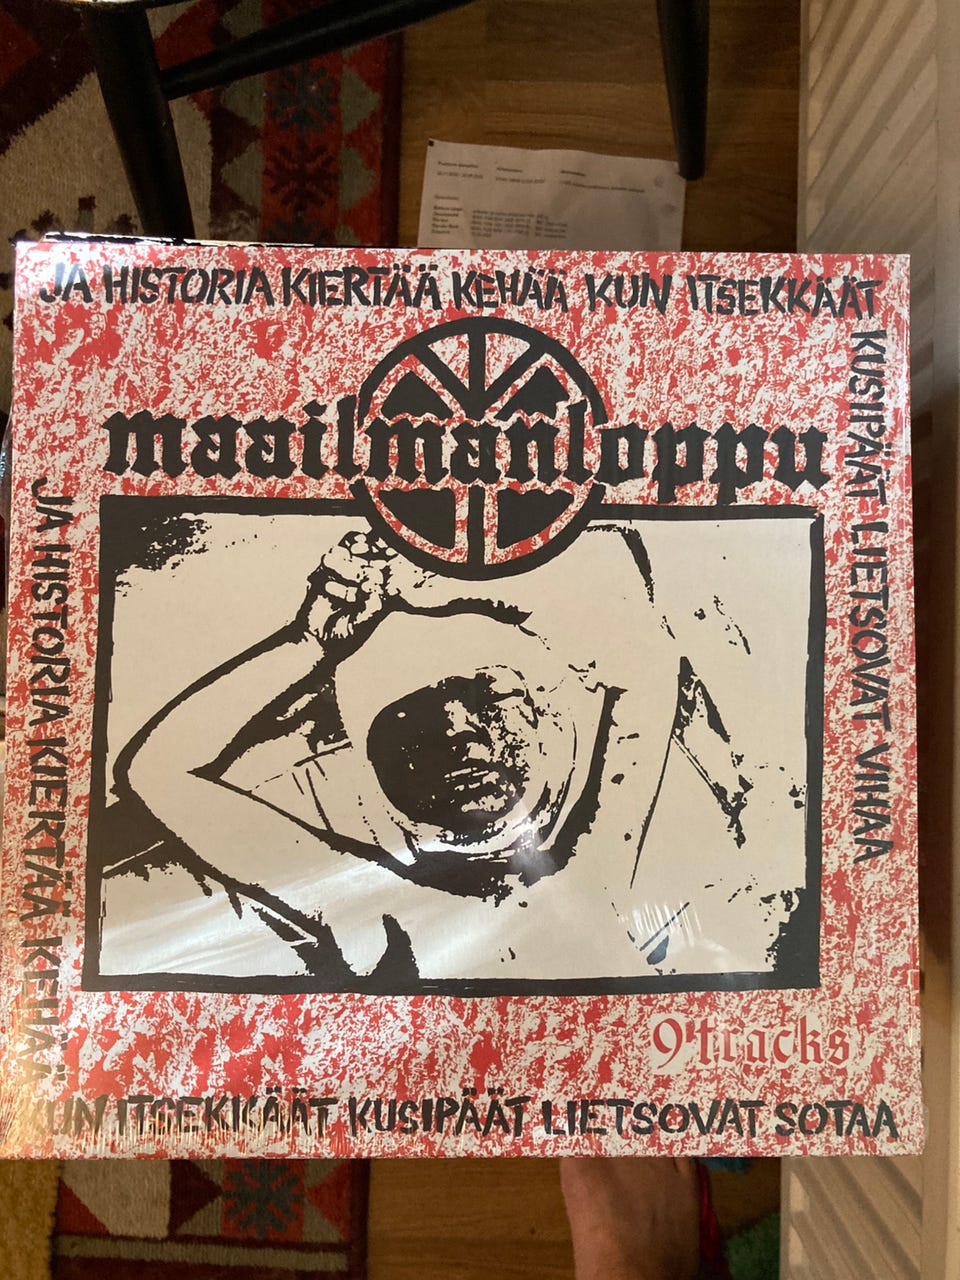 JA HISTORIA KIERTÄÄ KEHÄÄ KUN ITSEKKÄÄT
KUSIPÄÄT LIETSOVAT VIHAA
maailmanloppu
JA HISTORIA KIERTÄÄ KEHÄÄ
KUN ITSEKKÄÄT KUSIPÄÄT LIETSOVAT SOTAA
9 tracks